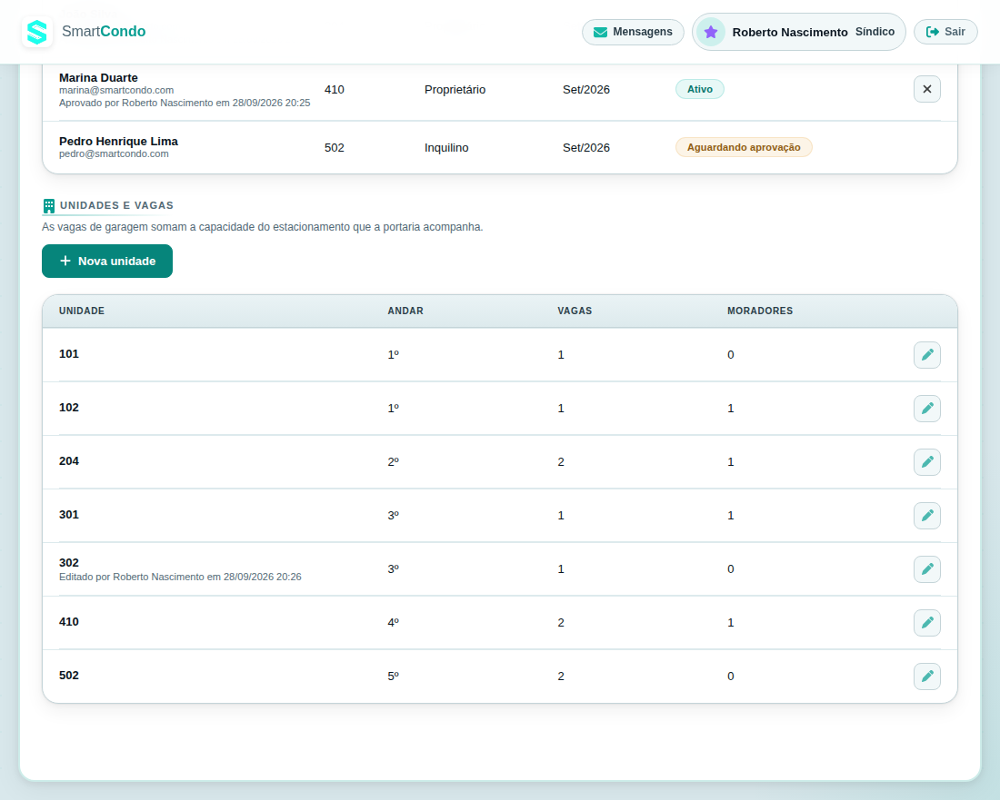 SmartCondo
Mensagens
Roberto Nascimento Síndico
Sair
Marina Duarte
marina@smartcondo.com
Aprovado por Roberto Nascimento em 28/09/2026 20:25
410 Proprietário Set/2026 Ativo
Pedro Henrique Lima
pedro@smartcondo.com
502 Inquilino Set/2026 Aguardando aprovação
UNIDADES E VAGAS
As vagas de garagem somam a capacidade do estacionamento que a portaria acompanha.
Nova unidade
UNIDADE ANDAR VAGAS MORADORES
101 1º 1 0
102 1º 1 1
204 2º 2 1
301 3º 1 1
302 3º 1 0
Editado por Roberto Nascimento em 28/09/2026 20:26
410 4º 2 1
502 5º 2 0